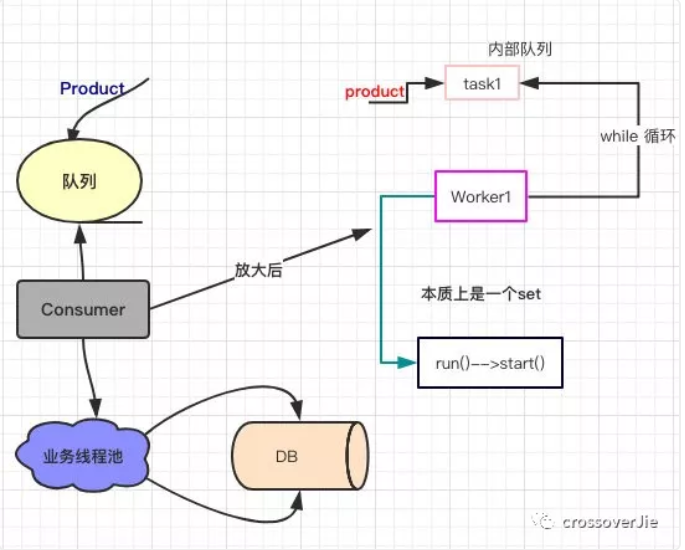 Product
队列
Consumer
放大后
业务线程池
DB
内部队列
product
task1
while 循环
Worker1
本质上是一个set
run()-->start()
crossoverJie